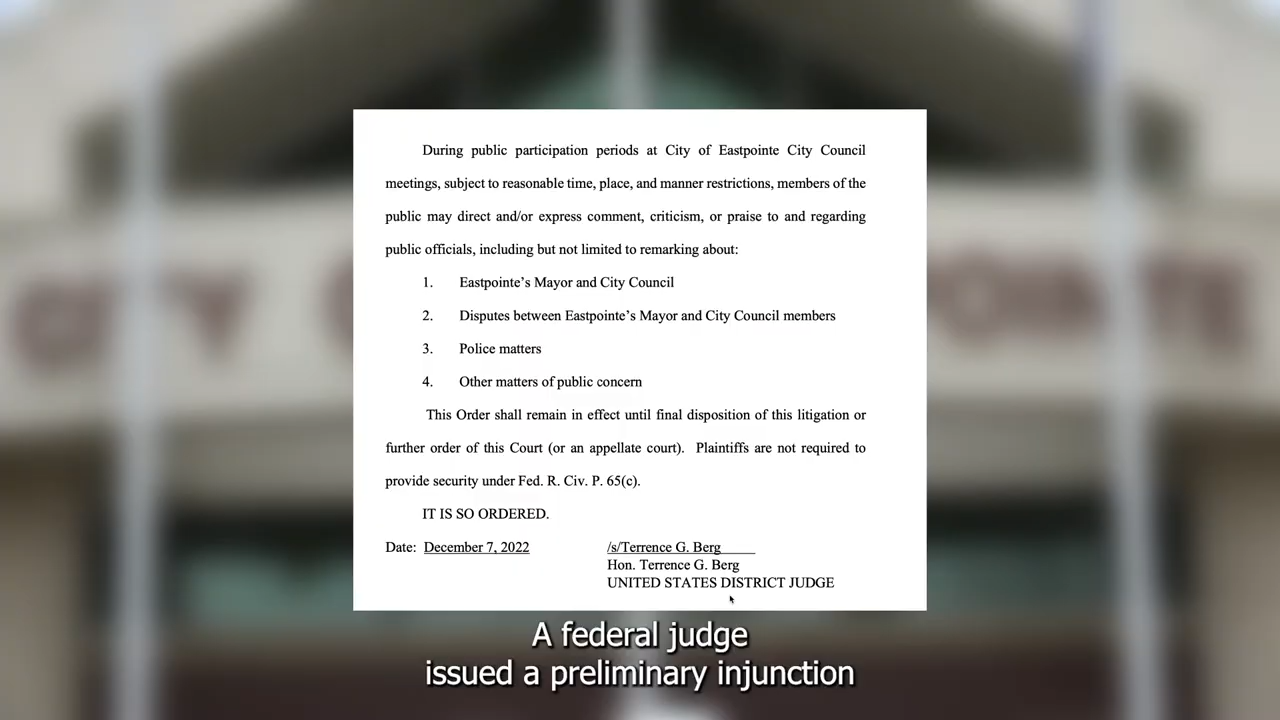 During public participation periods at City of Eastpointe City Council
meetings, subject to reasonable time, place, and manner restrictions, members of the
public may direct and/or express comment, criticism, or praise to and regarding
public officials, including but not limited to remarking about:
1. Eastpointe’s Mayor and City Council
2. Disputes between Eastpointe’s Mayor and City Council members
3. Police matters
4. Other matters of public concern
This Order shall remain in effect until final disposition of this litigation or
further order of this Court (or an appellate court). Plaintiffs are not required to
provide security under Fed. R. Civ. P. 65(c).
IT IS SO ORDERED.
Date: December 7, 2022 /s/Terrence G. Berg
Hon. Terrence G. Berg
UNITED STATES DISTRICT JUDGE
A federal judge
issued a preliminary injunction